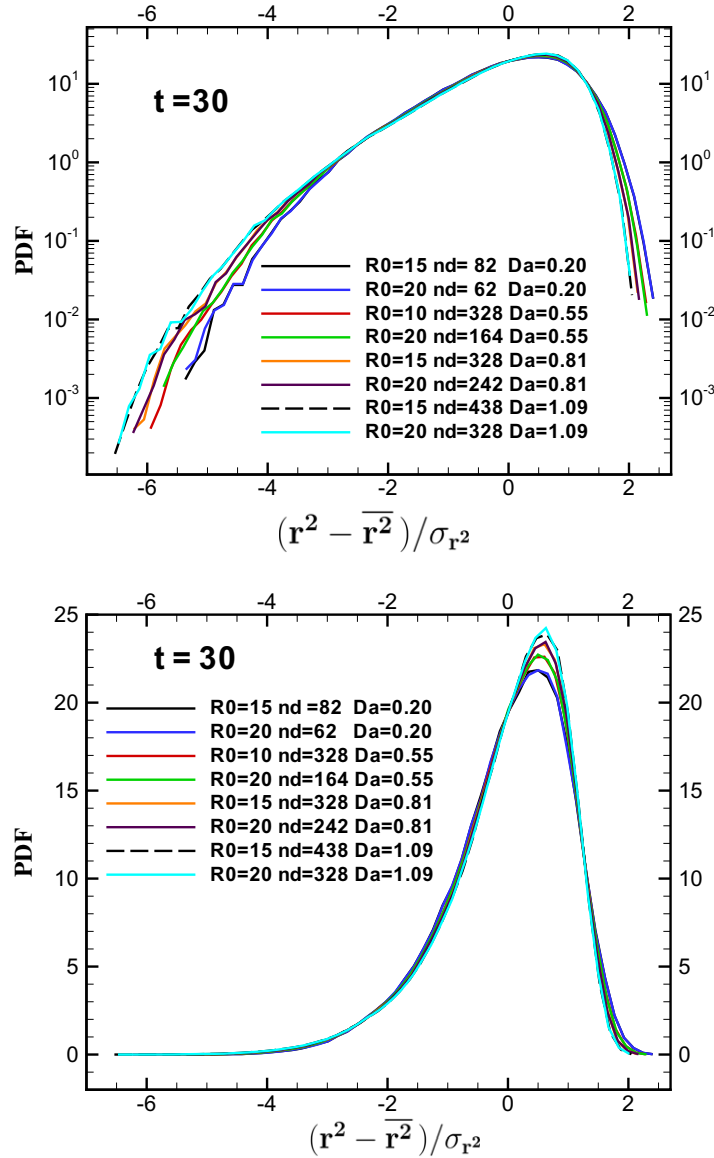 -6 -4 -2 0 2
10¹ 10¹
t =30
10⁰ 10⁰
PDF
10⁻¹ 10⁻¹
R0=15 nd= 82 Da=0.20
R0=20 nd= 62 Da=0.20
10⁻² 10⁻²
R0=10 nd=328 Da=0.55
R0=20 nd=164 Da=0.55
R0=15 nd=328 Da=0.81
R0=20 nd=242 Da=0.81
10⁻³ 10⁻³
R0=15 nd=438 Da=1.09
R0=20 nd=328 Da=1.09
-6 -4 -2 0 2
(r² − r̅²̅)/σ_r²
-6 -4 -2 0 2
25 25
t = 30
20 20
R0=15 nd =82 Da=0.20
R0=20 nd=62 Da=0.20
R0=10 nd=328 Da=0.55
15 15
R0=20 nd=164 Da=0.55
R0=15 nd=328 Da=0.81
R0=20 nd=242 Da=0.81
R0=15 nd=438 Da=1.09
R0=20 nd=328 Da=1.09
PDF
10 10
5 5
0 0
-6 -4 -2 0 2
(r² − r̅²̅)/σ_r²